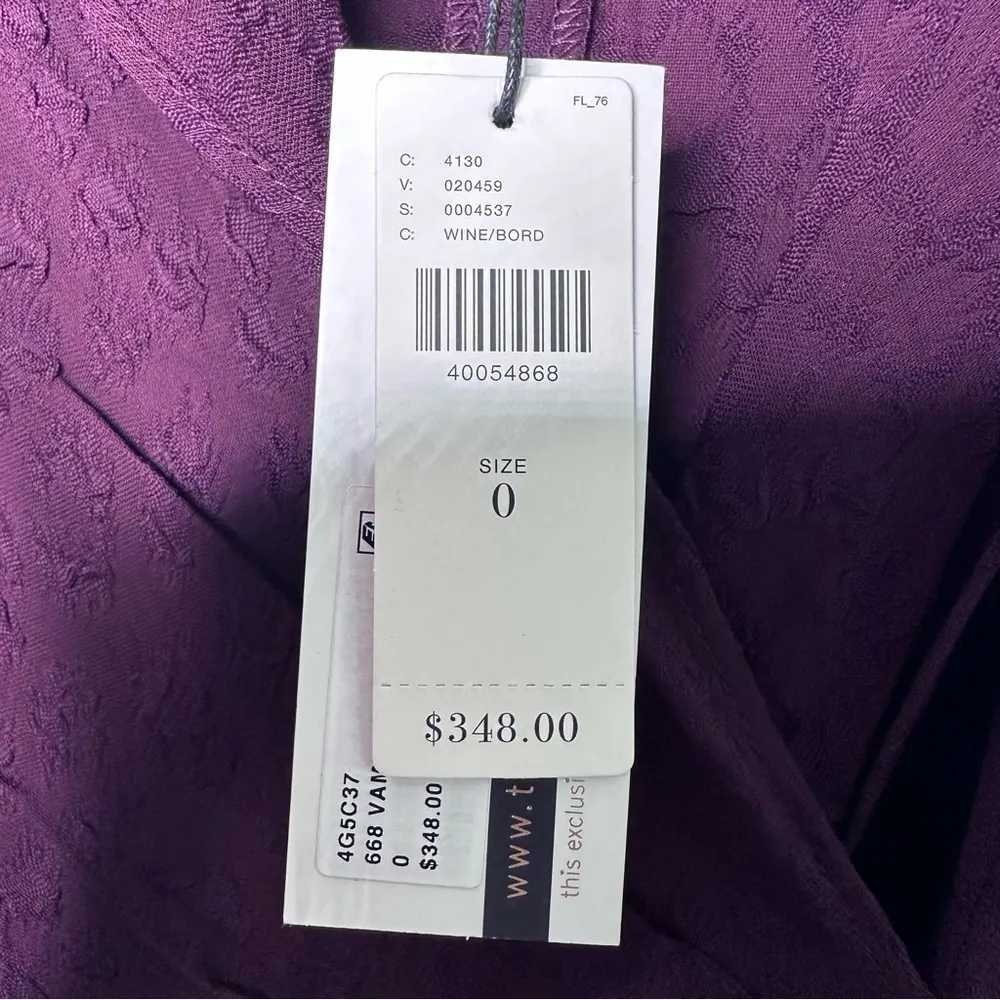 FL_76
C: 4130
V: 020459
S: 0004537
C: WINE/BORD
40054868
SIZE
0
$348.00
4G5C37
668 VAM
0
$348.00
www.t
this exclusi